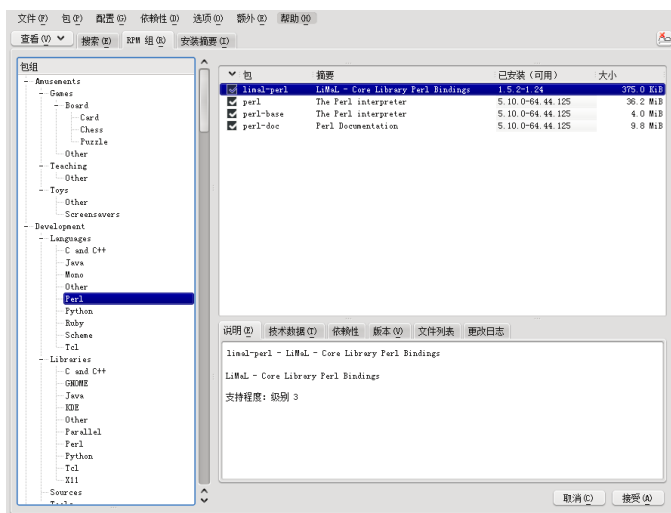 文件(F) 包(P) 配置(G) 依赖性(D) 选项(O) 额外(E) 帮助(H)
查看(V) 搜索(E) RPM 组(R) 安装摘要(I)
包组
Amusements
Games
Board
Card
Chess
Puzzle
Other
Teaching
Other
Toys
Other
Screensavers
Development
Languages
C and C++
Java
Mono
Other
Perl
Python
Ruby
Scheme
Tcl
Libraries
C and C++
GNOME
Java
KDE
Other
Parallel
Perl
Python
Tcl
X11
Sources
Tools
包 摘要 已安装（可用） 大小
limal-perl LiMaL - Core Library Perl Bindings 1.5.2-1.24 375.0 KiB
perl The Perl interpreter 5.10.0-64.44.125 36.2 MiB
perl-base The Perl interpreter 5.10.0-64.44.125 4.0 MiB
perl-doc Perl Documentation 5.10.0-64.44.125 9.8 MiB
说明(E) 技术数据(T) 依赖性 版本(V) 文件列表 更改日志
limal-perl - LiMaL - Core Library Perl Bindings
LiMaL - Core Library Perl Bindings
支持程度: 级别 3
取消(C) 接受(A)